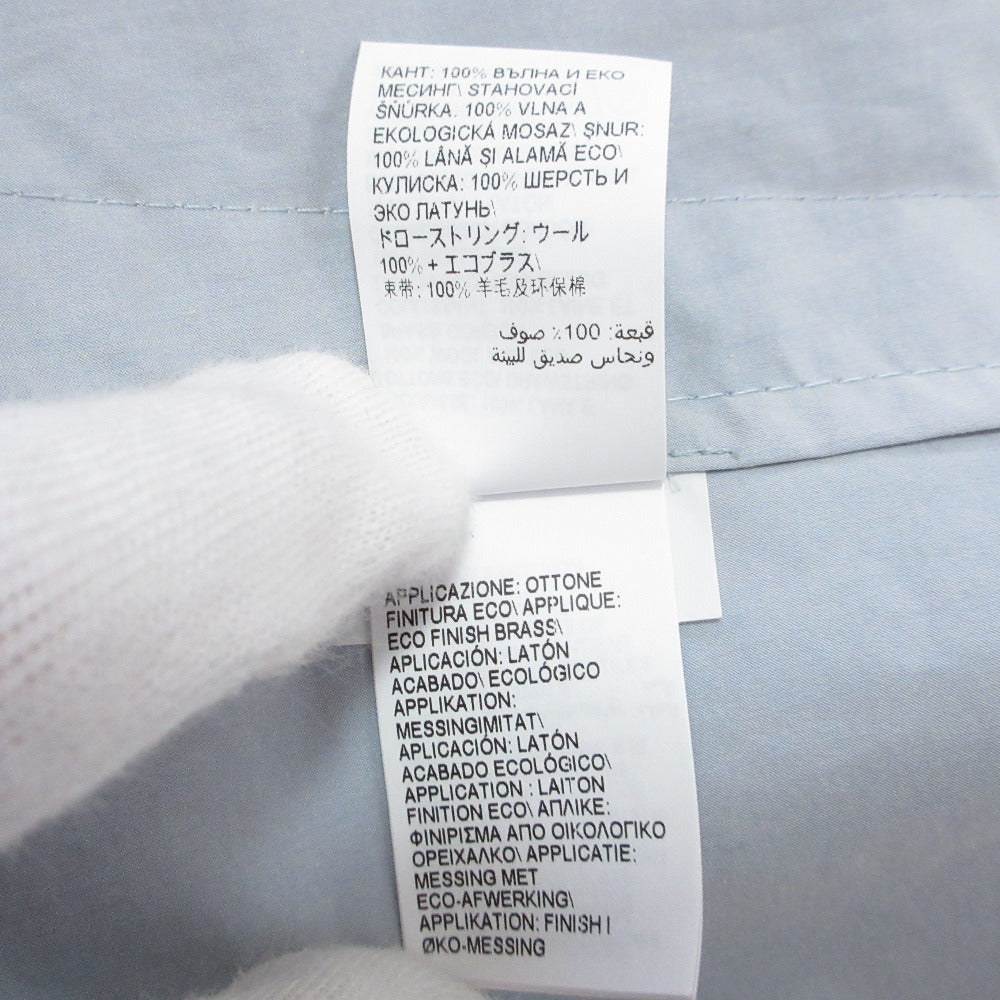 КАНТ: 100% ВЪЛНА И ЕКО
МЕСИНГ\ STAHOVACÍ
ŠŇŮRKA: 100% VLNA A
EKOLOGICKÁ MOSAZ\ ȘNUR:
100% LÂNĂ ȘI ALAMĂ ECO\
КУЛИСКА: 100% ШЕРСТЬ И
ЭКО ЛАТУНЬ\
ドローストリング: ウール
100% + エコブラス\
束带: 100% 羊毛及环保棉
قبعة: 100٪ صوف
ونحاس صديق للبيئة
APPLICAZIONE: OTTONE
FINITURA ECO\ APPLIQUE:
ECO FINISH BRASS\
APLICACIÓN: LATÓN
ACABADO\ ECOLÓGICO
APPLIKATION:
MESSINGIMITAT\
APLICACIÓN: LATÓN
ACABADO ECOLÓGICO\
APPLICATION : LAITON
FINITION ECO\ ΑΠΛΙΚΕ:
ΦΙΝΙΡΙΣΜΑ ΑΠΟ ΟΙΚΟΛΟΓΙΚΟ
ΟΡΕΙΧΑΛΚΟ\ APPLICATIE:
MESSING MET
ECO-AFWERKING\
APPLIKATION: FINISH I
ØKO-MESSING